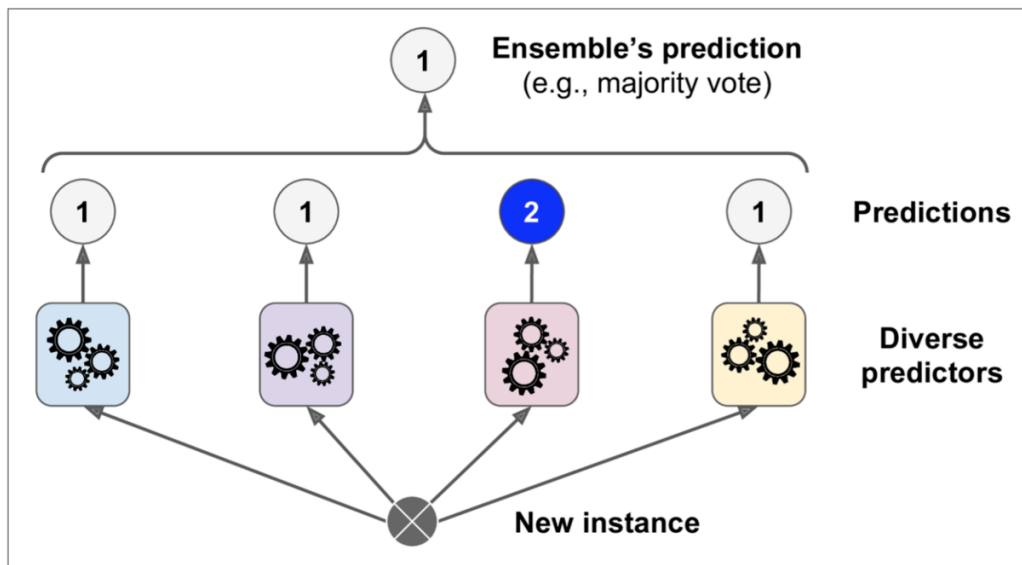 1
Ensemble’s prediction
(e.g., majority vote)
1 1 2 1 Predictions
Diverse
predictors
New instance